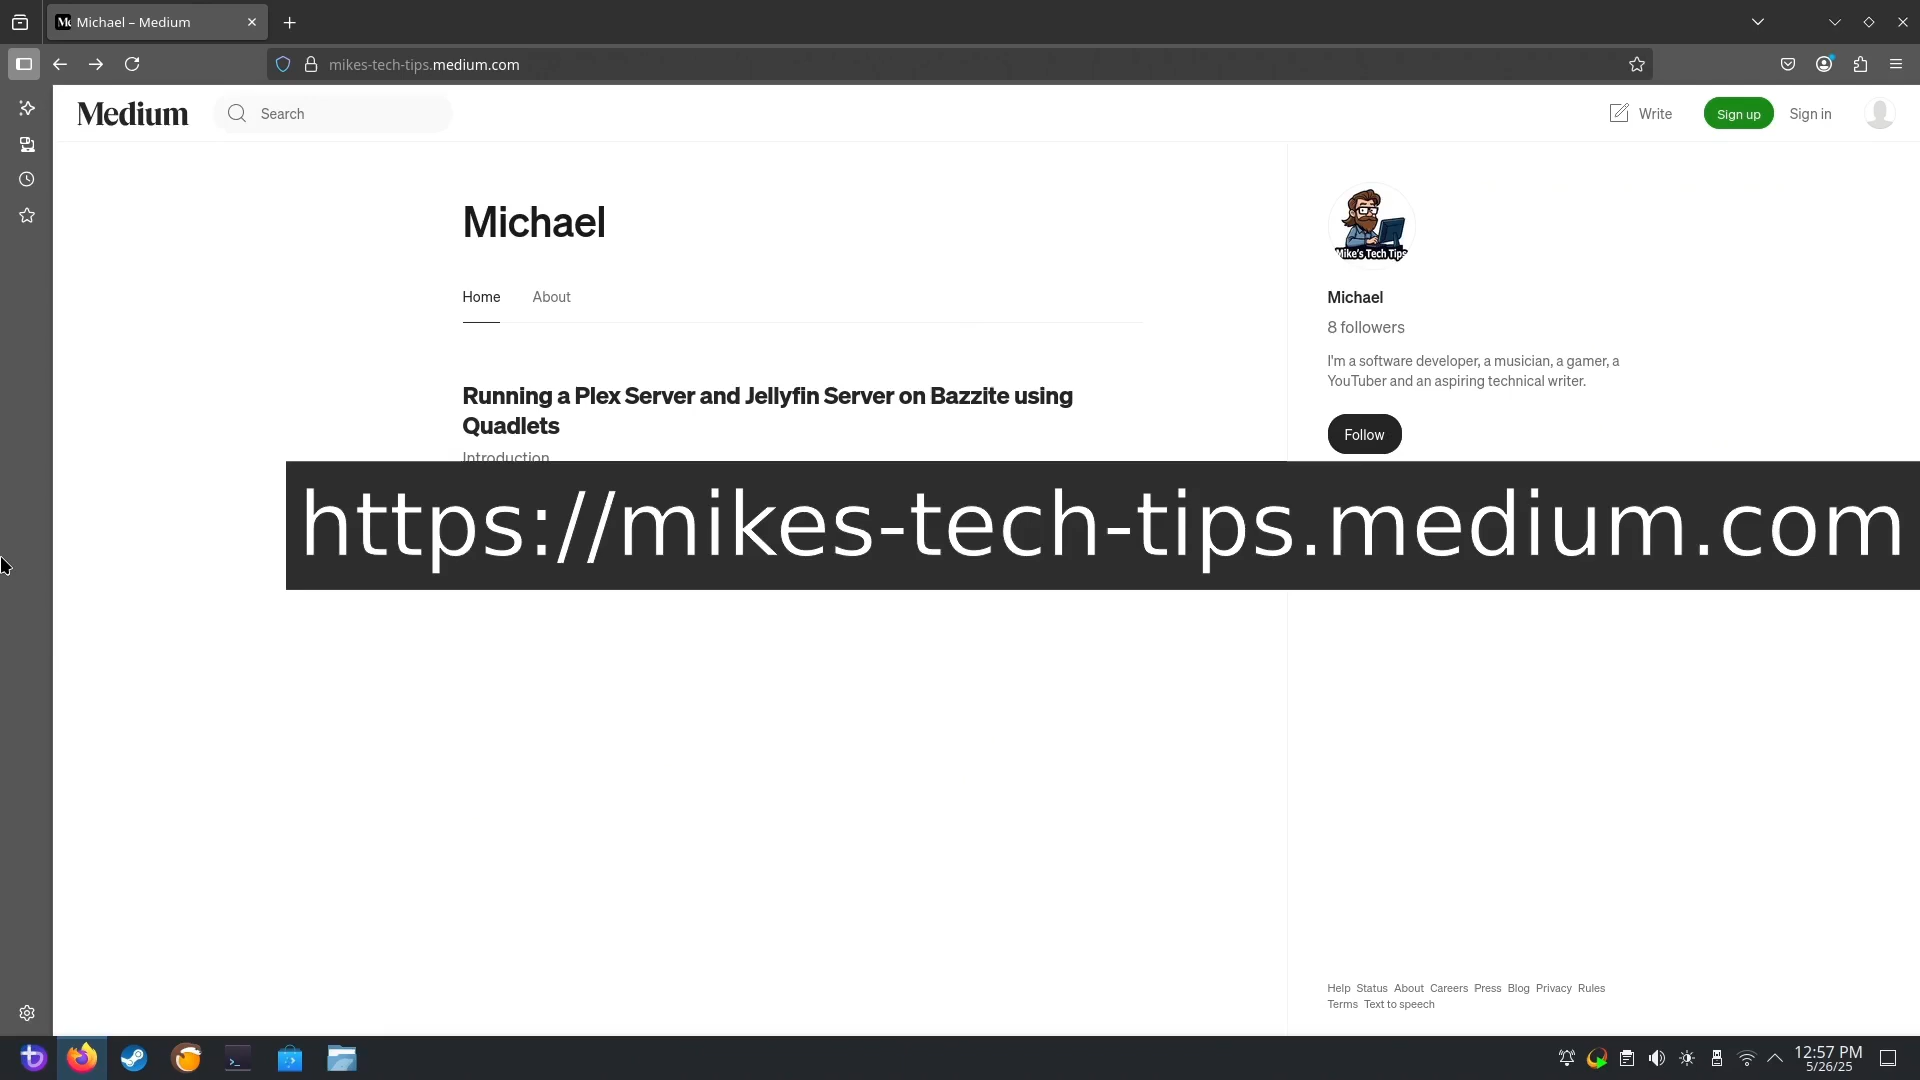 Michael – Medium
mikes-tech-tips.medium.com
Medium
Search
Write
Sign up
Sign in
Michael
Home
About
Running a Plex Server and Jellyfin Server on Bazzite using
Quadlets
Introduction
Mike's Tech Tips
Michael
8 followers
I'm a software developer, a musician, a gamer, a
YouTuber and an aspiring technical writer.
Follow
https://mikes-tech-tips.medium.com
Help Status About Careers Press Blog Privacy Rules
Terms Text to speech
12:57 PM
5/26/25